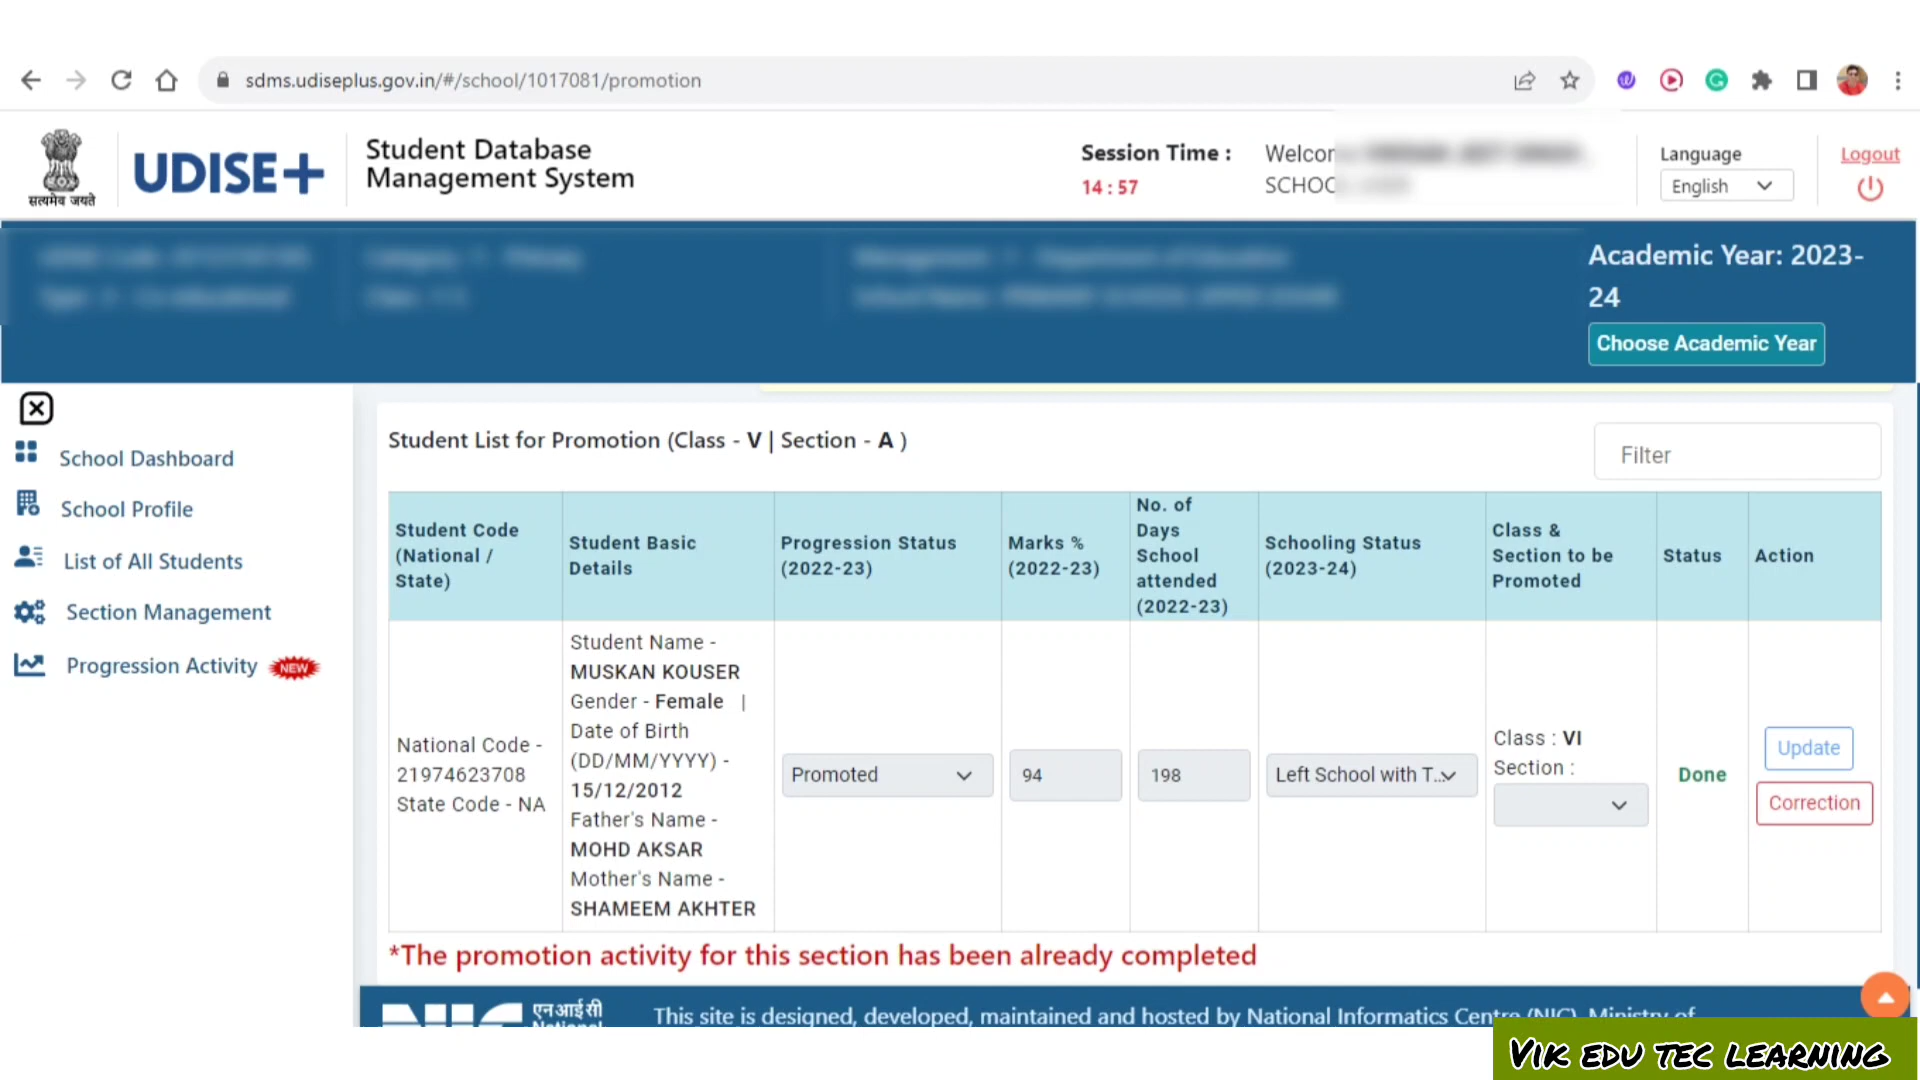 sdms.udiseplus.gov.in/#/school/1017081/promotion
सत्यमेव जयते
UDISE+
Student Database
Management System
Session Time :
14 : 57
Language
English
Logout
Academic Year: 2023-
24
Choose Academic Year
School Dashboard
School Profile
List of All Students
Section Management
Progression Activity NEW
Student List for Promotion (Class - V | Section - A )
Filter
Student Code
(National /
State)
Student Basic
Details
Progression Status
(2022-23)
Marks %
(2022-23)
No. of
Days
School
attended
(2022-23)
Schooling Status
(2023-24)
Class &
Section to be
Promoted
Status
Action
National Code -
21974623708
State Code - NA
Student Name -
MUSKAN KOUSER
Gender - Female |
Date of Birth
(DD/MM/YYYY) -
15/12/2012
Father's Name -
MOHD AKSAR
Mother's Name -
SHAMEEM AKHTER
Promoted
94
198
Left School with T...
Class : VI
Section :
Done
Update
Correction
*The promotion activity for this section has been already completed
एन आई सी
National
This site is designed, developed, maintained and hosted by National Informatics Centre (NIC), Ministry of
VIK EDU TEC LEARNING